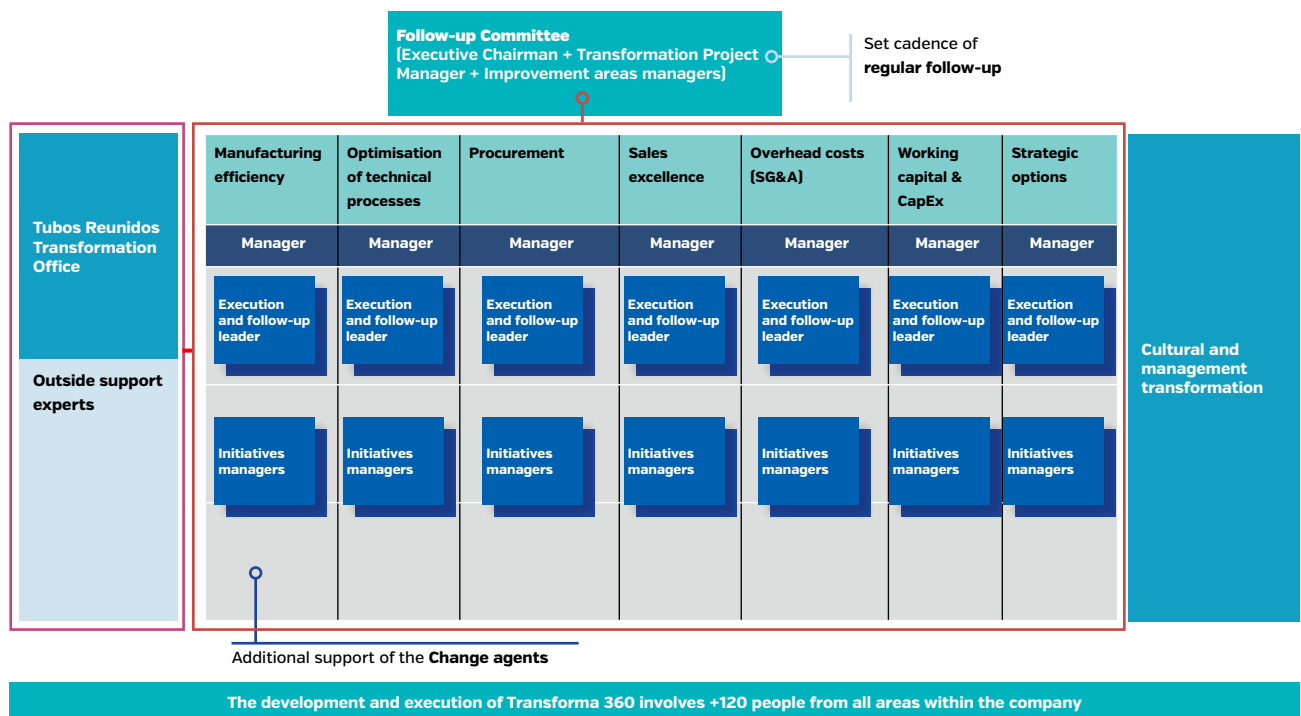 Follow-up Committee
(Executive Chairman + Transformation Project
Manager + Improvement areas managers)
Set cadence of
regular follow-up
Tubos Reunidos
Transformation
Office
Outside support
experts
Manufacturing
efficiency
Optimisation
of technical
processes
Procurement
Sales
excellence
Overhead costs
(SG&A)
Working
capital &
CapEx
Strategic
options
Manager
Manager
Manager
Manager
Manager
Manager
Manager
Execution
and follow-up
leader
Execution
and follow-up
leader
Execution
and follow-up
leader
Execution
and follow-up
leader
Execution
and follow-up
leader
Execution
and follow-up
leader
Execution
and follow-up
leader
Initiatives
managers
Initiatives
managers
Initiatives
managers
Initiatives
managers
Initiatives
managers
Initiatives
managers
Initiatives
managers
Cultural and
management
transformation
Additional support of the Change agents
The development and execution of Transforma 360 involves +120 people from all areas within the company